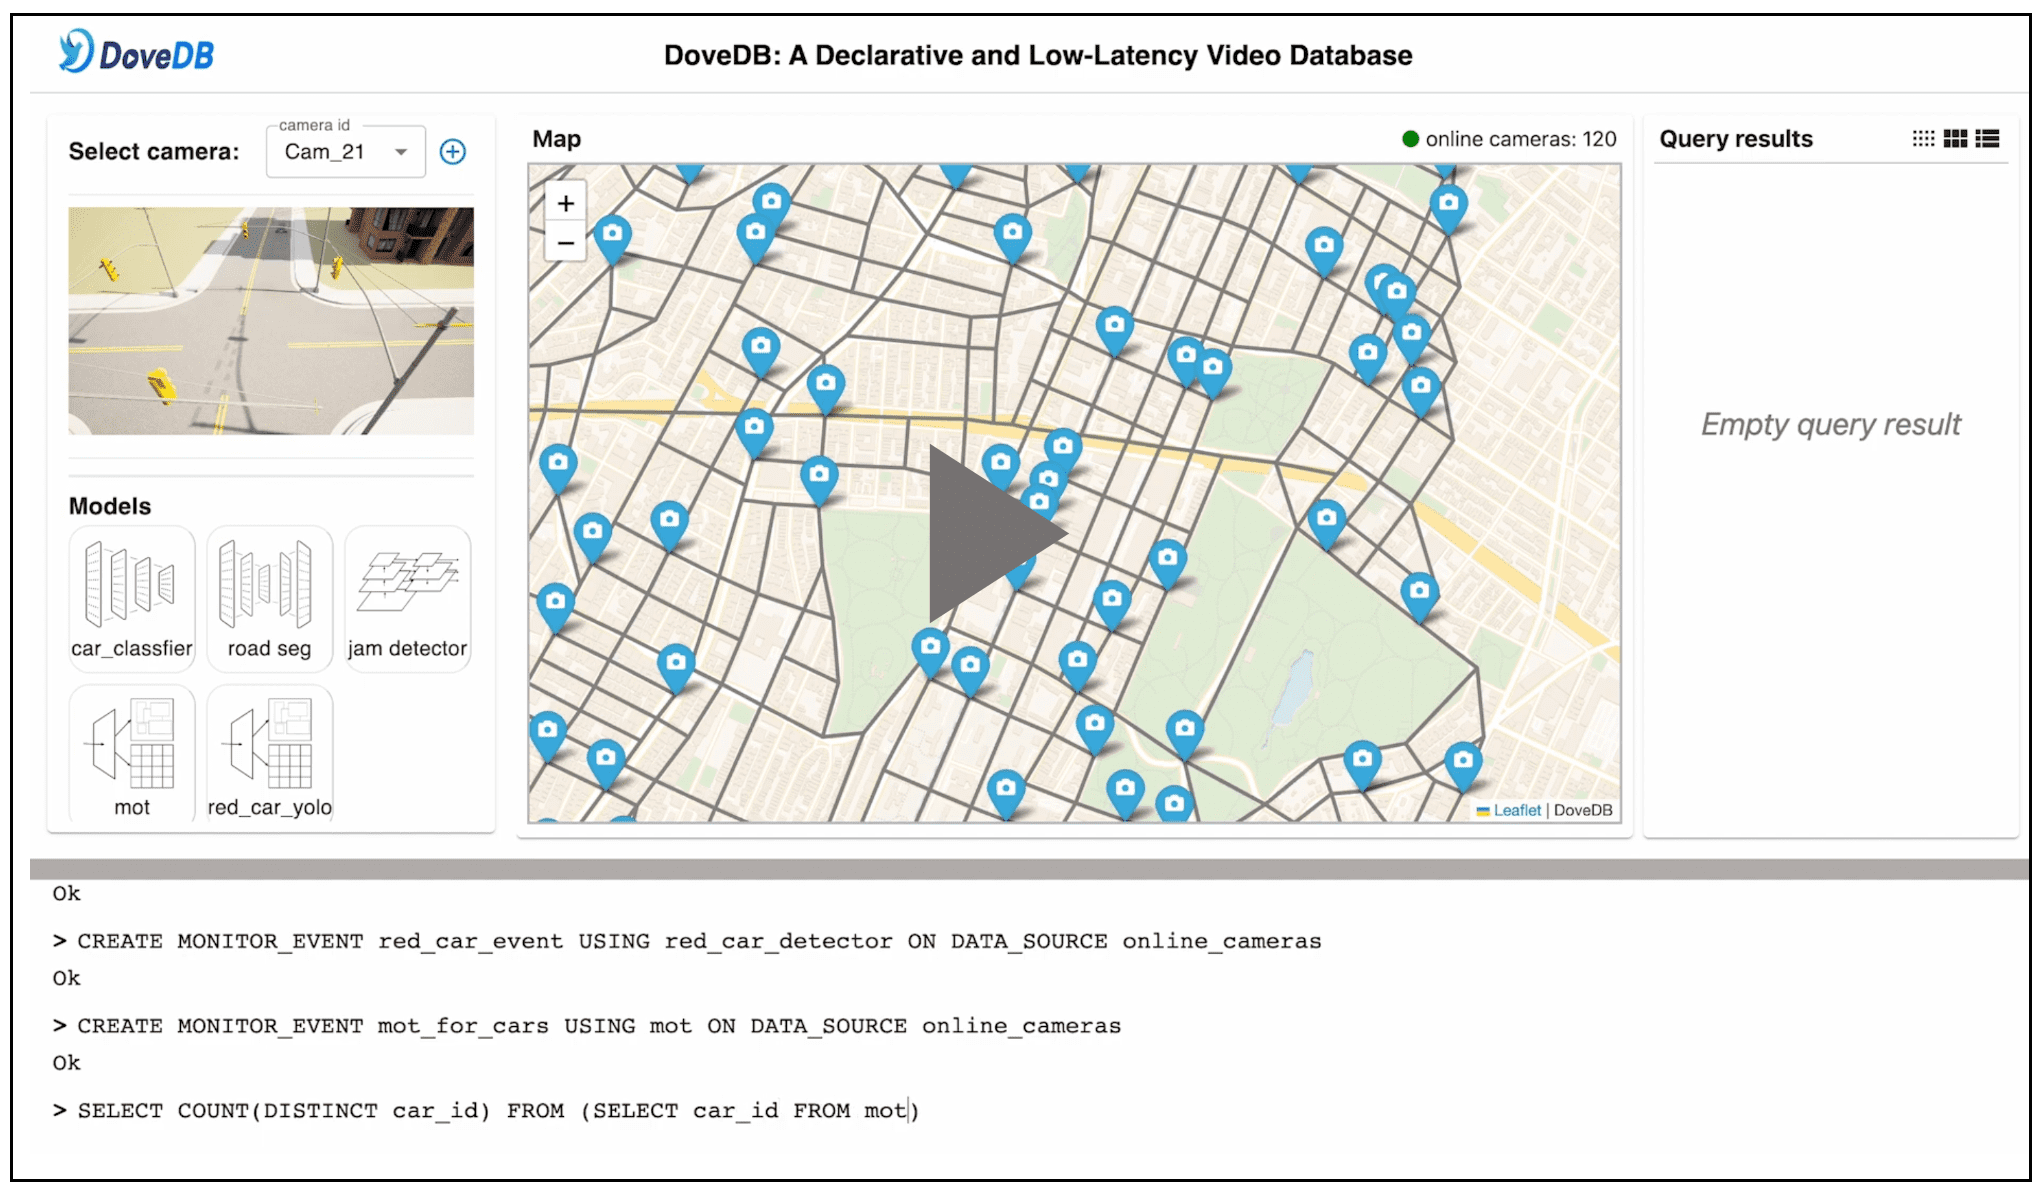 DoveDB
DoveDB: A Declarative and Low-Latency Video Database
Select camera:
camera id
Cam_21
Models
car_classfier
road seg
jam detector
mot
red_car_yolo
Map
online cameras: 120
+
−
Leaflet | DoveDB
Query results
Empty query result
Ok
> CREATE MONITOR_EVENT red_car_event USING red_car_detector ON DATA_SOURCE online_cameras
Ok
> CREATE MONITOR_EVENT mot_for_cars USING mot ON DATA_SOURCE online_cameras
Ok
> SELECT COUNT(DISTINCT car_id) FROM (SELECT car_id FROM mot)